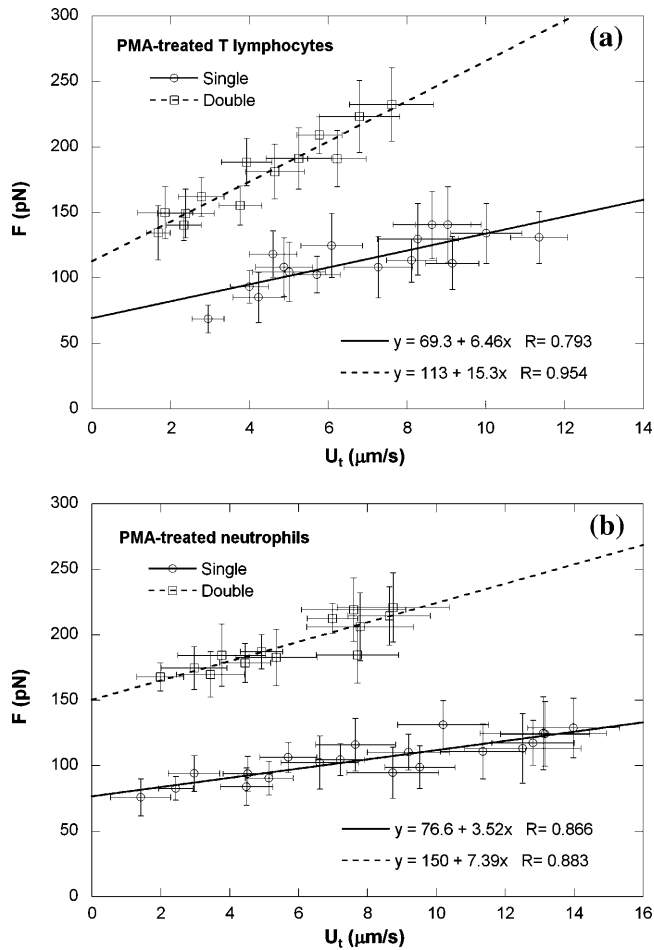 300
(a)
PMA-treated T lymphocytes
Single
Double
250
200
150
100
50
0
F (pN)
y = 69.3 + 6.46x R= 0.793
y = 113 + 15.3x R= 0.954
0 2 4 6 8 10 12 14
Uₜ (μm/s)
300
(b)
PMA-treated neutrophils
Single
Double
250
200
150
100
50
0
F (pN)
y = 76.6 + 3.52x R= 0.866
y = 150 + 7.39x R= 0.883
0 2 4 6 8 10 12 14 16
Uₜ (μm/s)